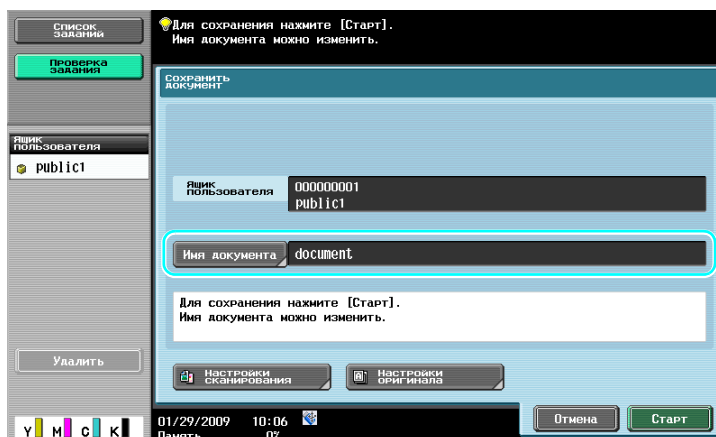 Список
заданий
Проверка
задания
Для сохранения нажмите [Старт].
Имя документа можно изменить.
Сохранить
документ
Ящик
пользователя
public1
Ящик
пользователя
000000001
public1
Имя документа
document
Для сохранения нажмите [Старт].
Имя документа можно изменить.
Удалить
Настройки
сканирования
Настройки
оригинала
01/29/2009 10:06
Память 0%
Отмена
Старт
Y M C K